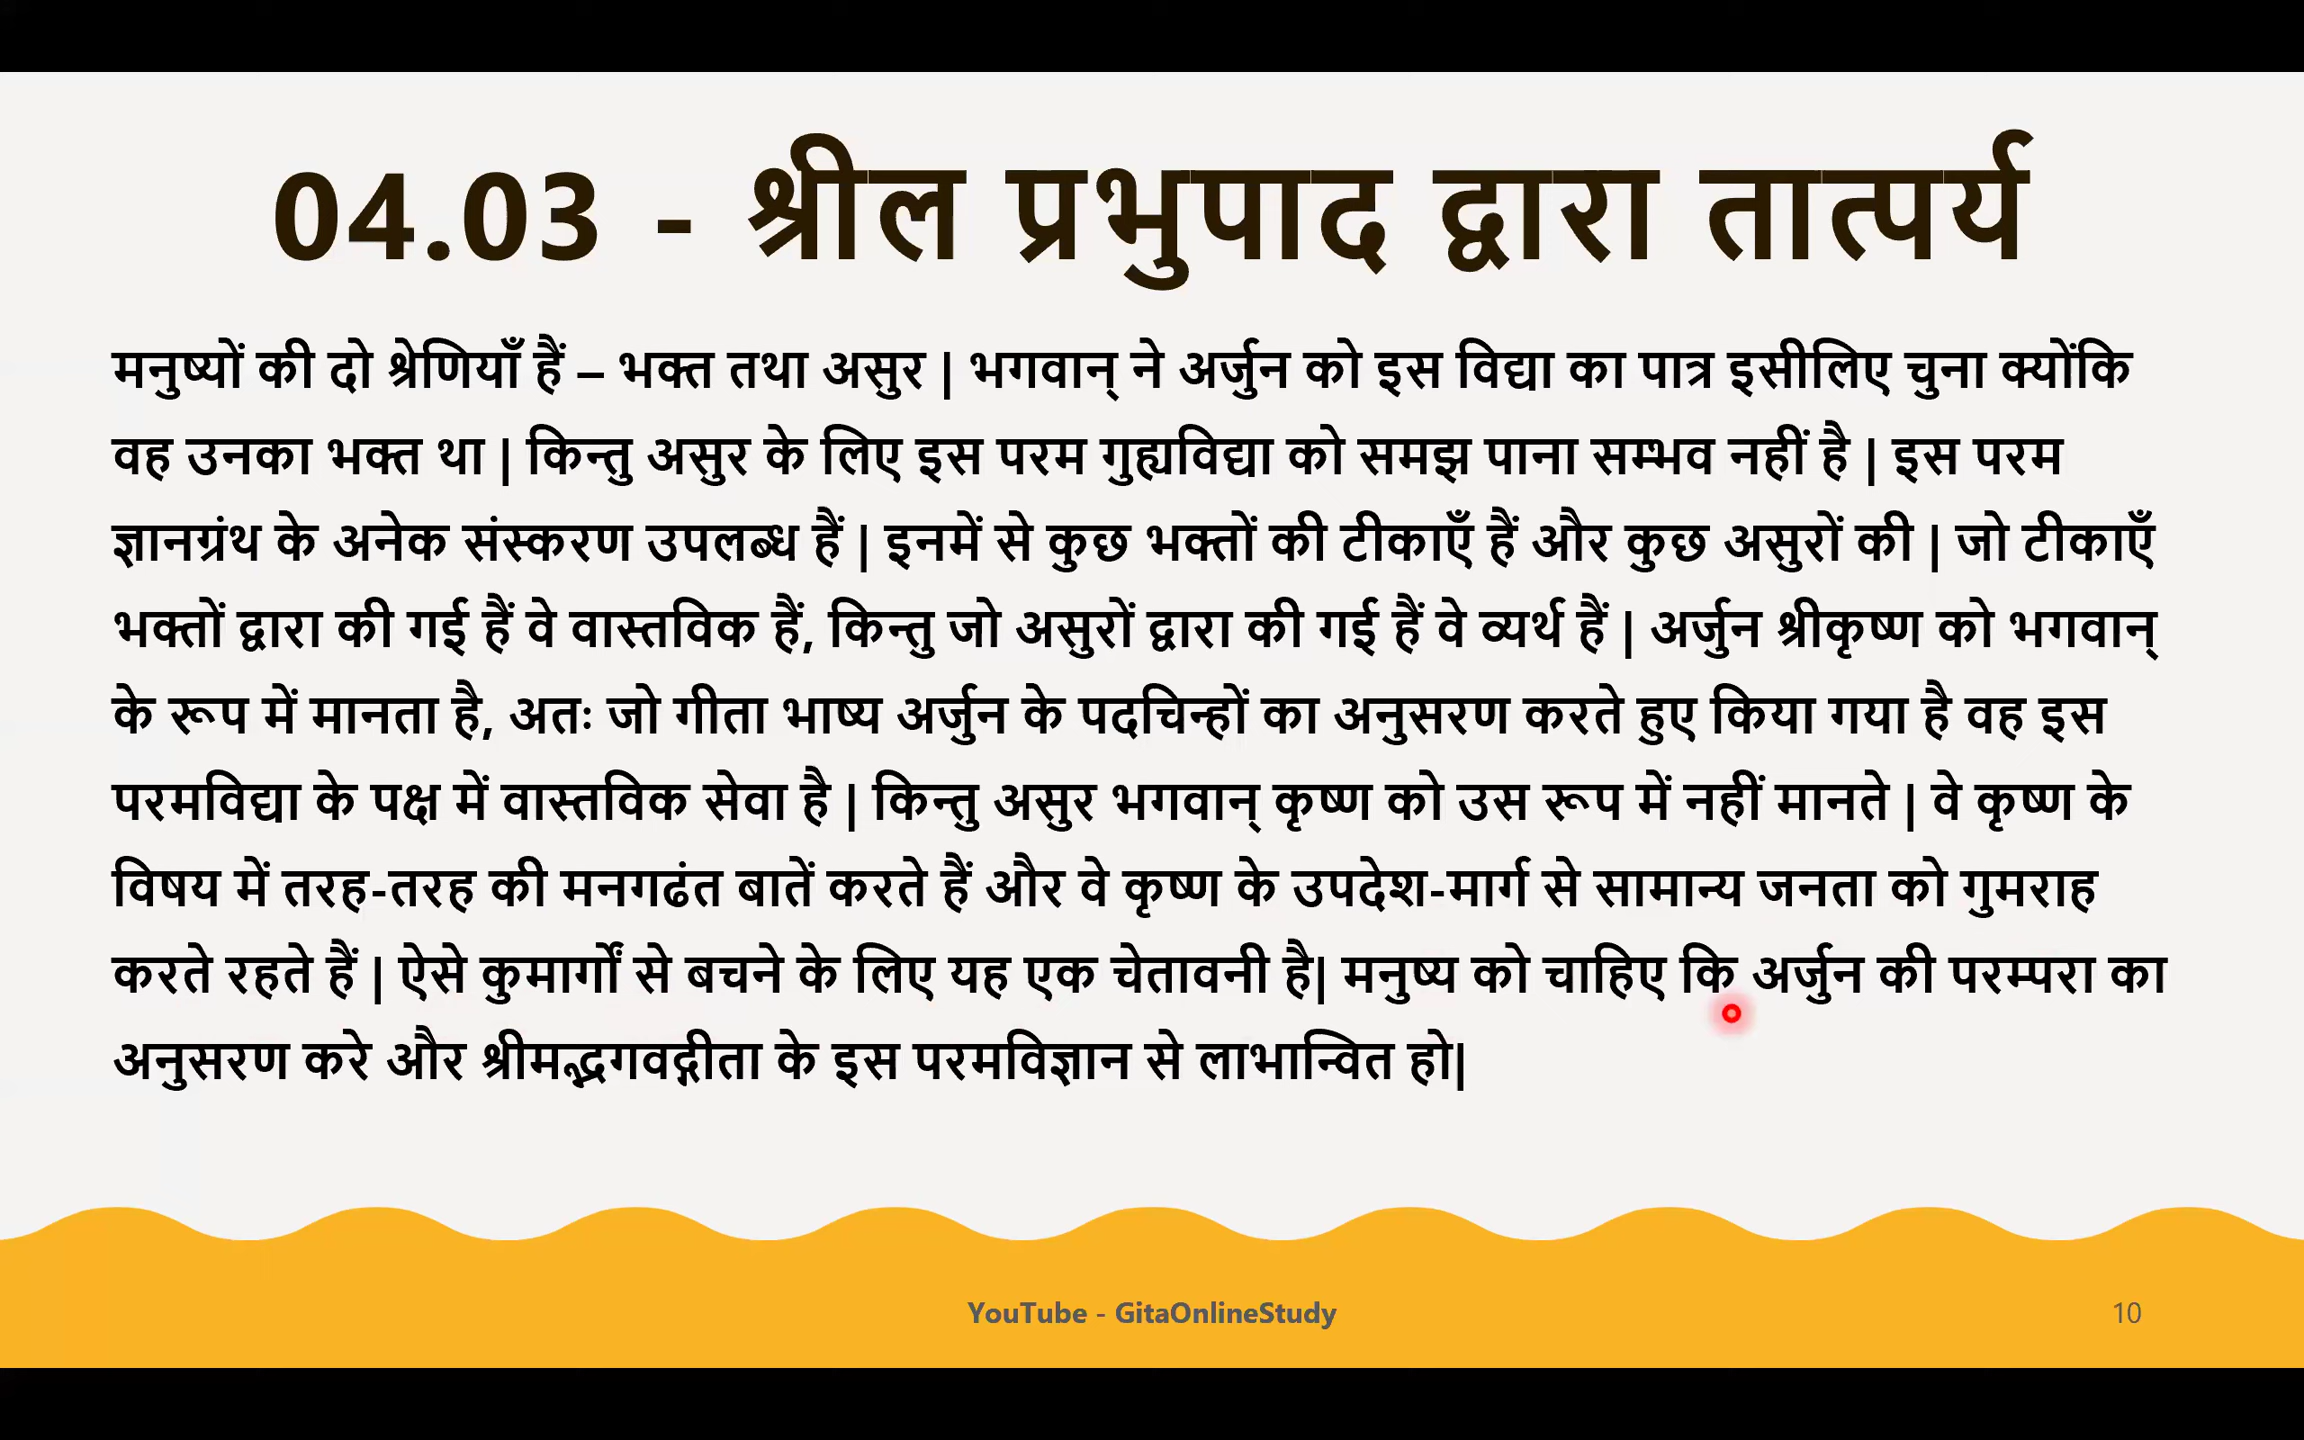 04.03 - श्रील प्रभुपाद द्वारा तात्पर्य
मनुष्यों की दो श्रेणियाँ हैं – भक्त तथा असुर | भगवान् ने अर्जुन को इस विद्या का पात्र इसीलिए चुना क्योंकि
वह उनका भक्त था | किन्तु असुर के लिए इस परम गुह्यविद्या को समझ पाना सम्भव नहीं है | इस परम
ज्ञानग्रंथ के अनेक संस्करण उपलब्ध हैं | इनमें से कुछ भक्तों की टीकाएँ हैं और कुछ असुरों की | जो टीकाएँ
भक्तों द्वारा की गई हैं वे वास्तविक हैं, किन्तु जो असुरों द्वारा की गई हैं वे व्यर्थ हैं | अर्जुन श्रीकृष्ण को भगवान्
के रूप में मानता है, अतः जो गीता भाष्य अर्जुन के पदचिन्हों का अनुसरण करते हुए किया गया है वह इस
परमविद्या के पक्ष में वास्तविक सेवा है | किन्तु असुर भगवान् कृष्ण को उस रूप में नहीं मानते | वे कृष्ण के
विषय में तरह-तरह की मनगढंत बातें करते हैं और वे कृष्ण के उपदेश-मार्ग से सामान्य जनता को गुमराह
करते रहते हैं | ऐसे कुमार्गों से बचने के लिए यह एक चेतावनी है| मनुष्य को चाहिए कि अर्जुन की परम्परा का
अनुसरण करे और श्रीमद्भगवद्गीता के इस परमविज्ञान से लाभान्वित हो|
YouTube - GitaOnlineStudy
10